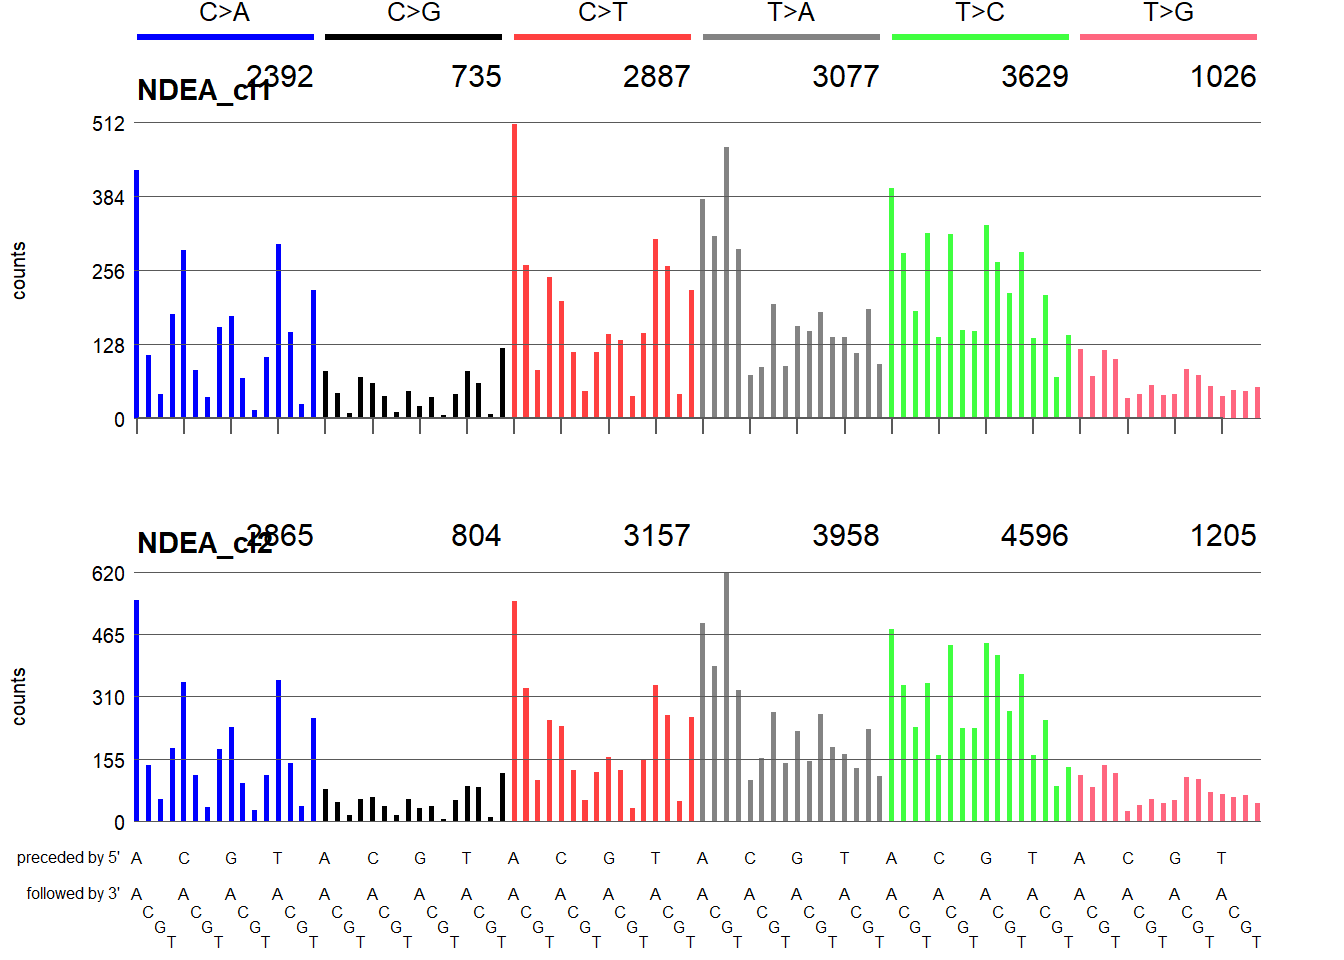 C>A C>G C>T T>A T>C T>G
2392 735 2887 3077 3629 1026
NDEA_cl1
512
384
256
128
0
counts
2865 804 3157 3958 4596 1205
NDEA_cl2
620
465
310
155
0
counts
preceded by 5' A C G T A C G T A C G T A C G T A C G T A C G T
followed by 3' A A A A A A A A A A A A A A A A A A A A A A A A
C C C C C C C C C C C C C C C C C C C C C C C C
G G G G G G G G G G G G G G G G G G G G G G G G
T T T T T T T T T T T T T T T T T T T T T T T T